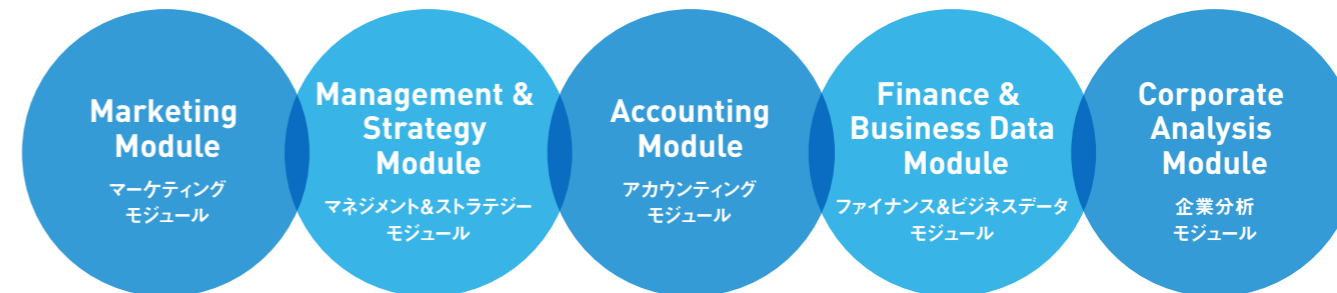 Marketing
Module
マーケティング
モジュール
Management &
Strategy
Module
マネジメント&ストラテジー
モジュール
Accounting
Module
アカウンティング
モジュール
Finance &
Business Data
Module
ファイナンス&ビジネスデータ
モジュール
Corporate
Analysis
Module
企業分析
モジュール